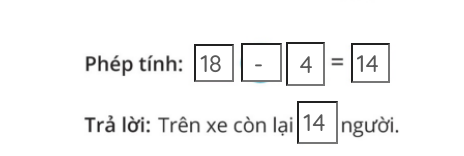 Phép tính: 18 - 4 = 14
Trả lời: Trên xe còn lại 14 người.